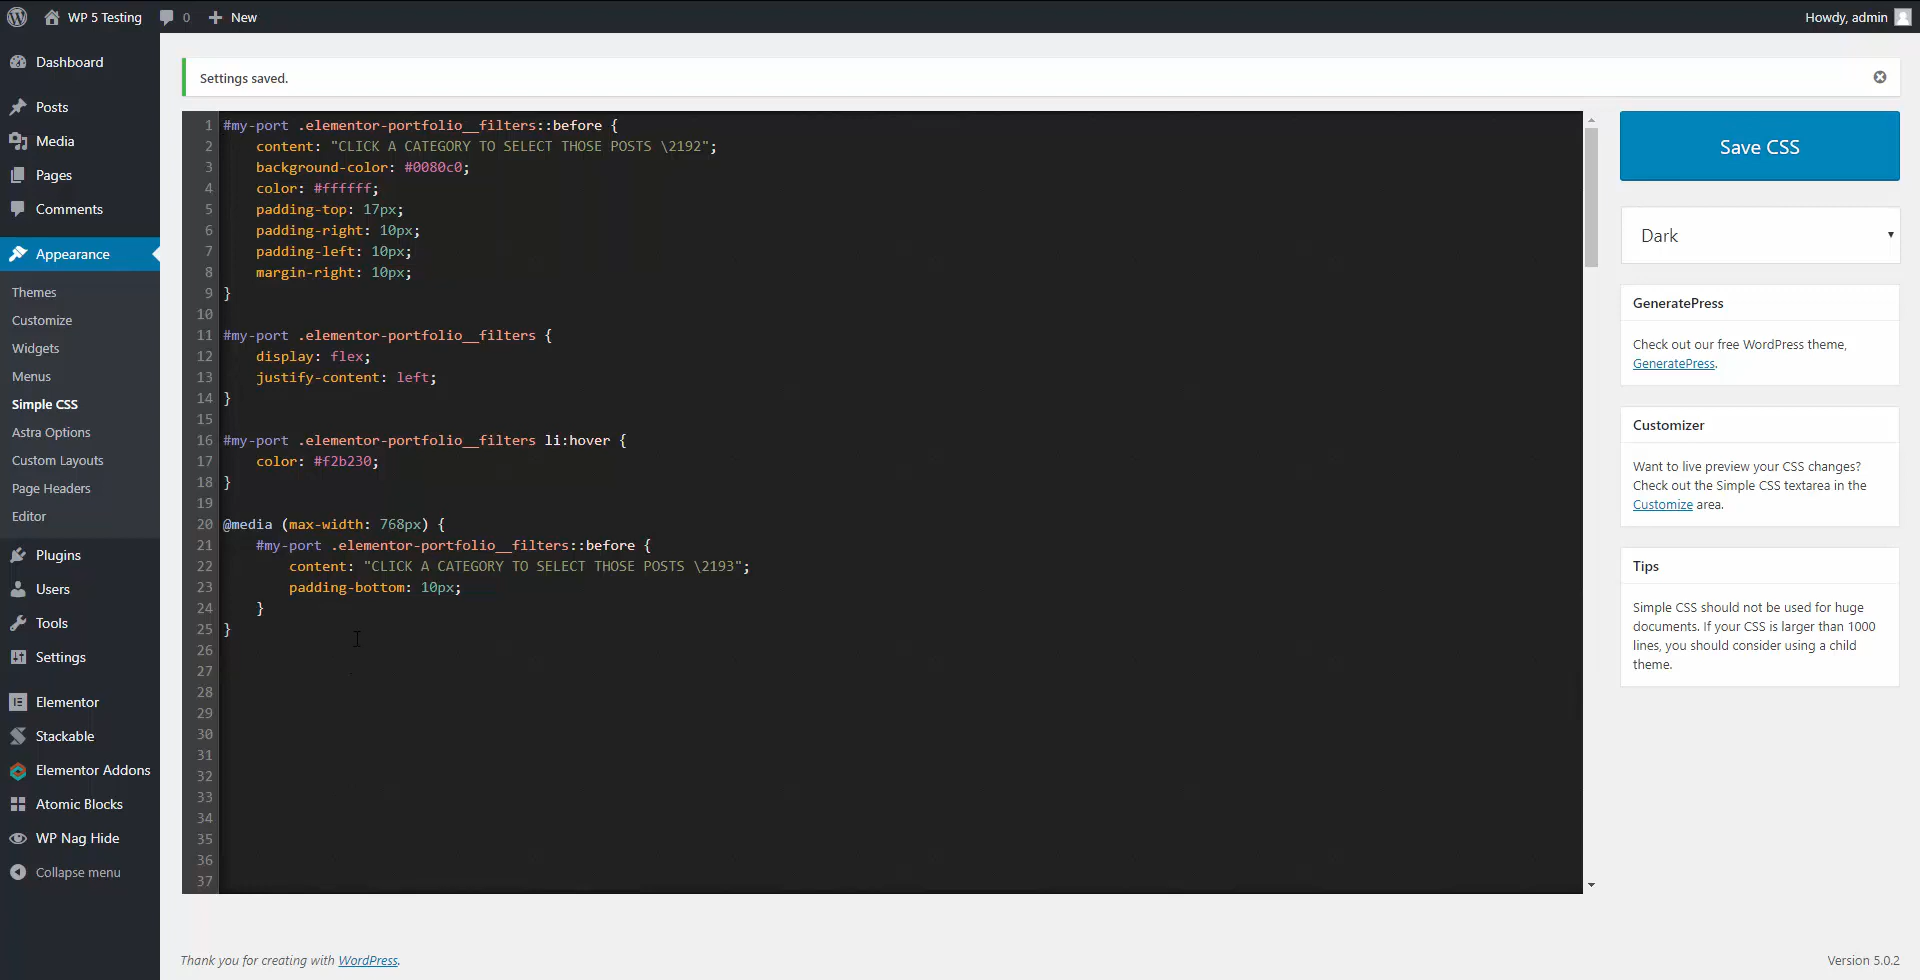 WP 5 Testing 0 New Howdy, admin
Dashboard
Posts
Media
Pages
Comments
Appearance
Themes
Customize
Widgets
Menus
Simple CSS
Astra Options
Custom Layouts
Page Headers
Editor
Plugins
Users
Tools
Settings
Elementor
Stackable
Elementor Addons
Atomic Blocks
WP Nag Hide
Collapse menu
Settings saved.
1 #my-port .elementor-portfolio__filters::before {
2     content: "CLICK A CATEGORY TO SELECT THOSE POSTS \2192";
3     background-color: #0080c0;
4     color: #ffffff;
5     padding-top: 17px;
6     padding-right: 10px;
7     padding-left: 10px;
8     margin-right: 10px;
9 }
10
11 #my-port .elementor-portfolio__filters {
12     display: flex;
13     justify-content: left;
14 }
15
16 #my-port .elementor-portfolio__filters li:hover {
17     color: #f2b230;
18 }
19
20 @media (max-width: 768px) {
21     #my-port .elementor-portfolio__filters::before {
22         content: "CLICK A CATEGORY TO SELECT THOSE POSTS \2193";
23         padding-bottom: 10px;
24     }
25 }
26
27
28
29
30
31
32
33
34
35
36
37
Save CSS
Dark
GeneratePress
Check out our free WordPress theme,
GeneratePress.
Customizer
Want to live preview your CSS changes?
Check out the Simple CSS textarea in the
Customize area.
Tips
Simple CSS should not be used for huge
documents. If your CSS is larger than 1000
lines, you should consider using a child
theme.
Thank you for creating with WordPress.
Version 5.0.2